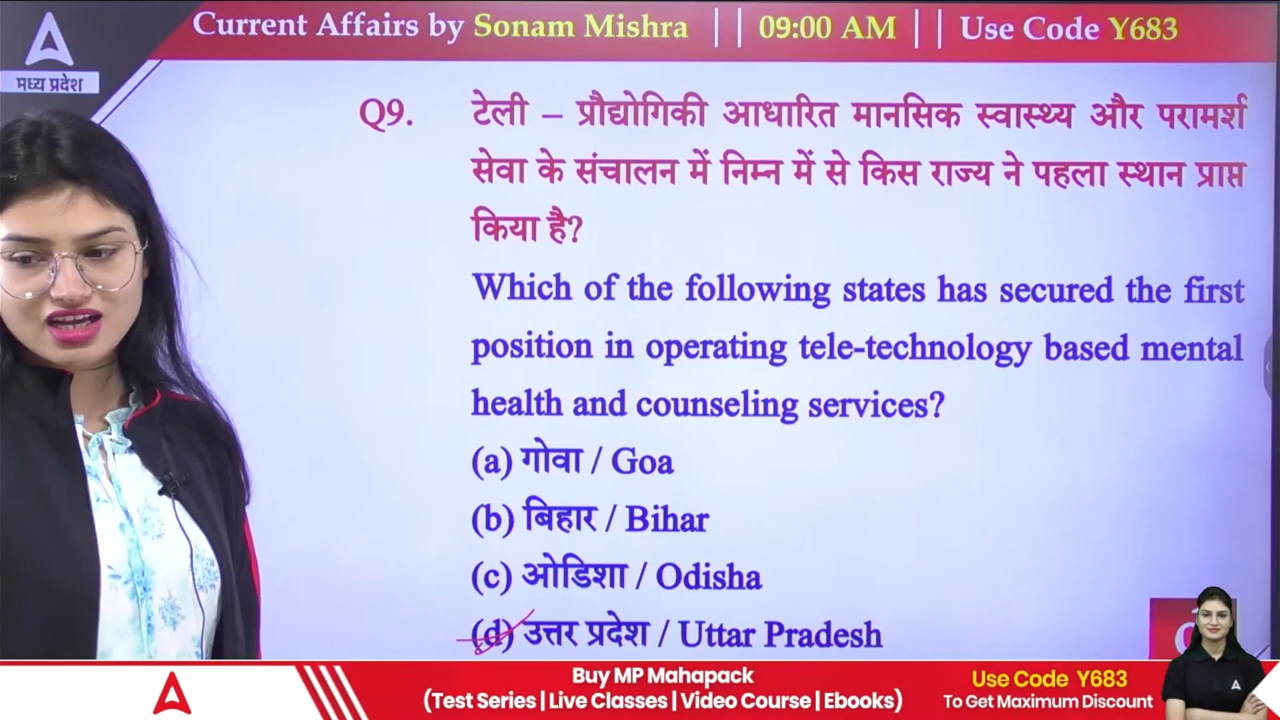 Current Affairs by Sonam Mishra || 09:00 AM || Use Code Y683
मध्य प्रदेश
Q9. टेली – प्रौद्योगिकी आधारित मानसिक स्वास्थ्य और परामर्श
सेवा के संचालन में निम्न में से किस राज्य ने पहला स्थान प्राप्त
किया है?
Which of the following states has secured the first
position in operating tele-technology based mental
health and counseling services?
(a) गोवा / Goa
(b) बिहार / Bihar
(c) ओडिशा / Odisha
(d) उत्तर प्रदेश / Uttar Pradesh
Buy MP Mahapack
(Test Series | Live Classes | Video Course | Ebooks)
Use Code Y683
To Get Maximum Discount